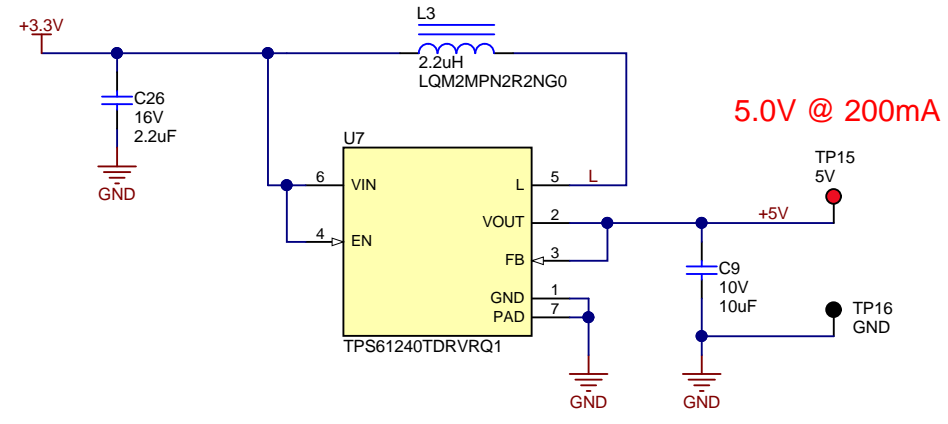 +3.3V
L3
2.2uH
LQM2MPN2R2NG0
C26
16V
2.2uF
GND
5.0V @ 200mA
U7
6
VIN
L
5
L
4
EN
VOUT
2
FB
3
GND
1
PAD
7
TPS61240TDRVRQ1
GND
TP15
5V
+5V
C9
10V
10uF
TP16
GND
GND